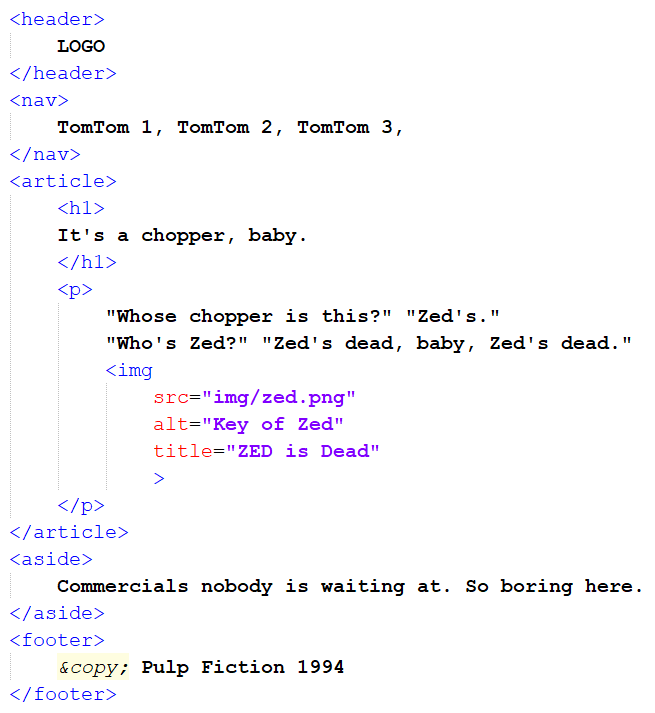 <header>
LOGO
</header>
<nav>
TomTom 1, TomTom 2, TomTom 3,
</nav>
<article>
<h1>
It's a chopper, baby.
</h1>
<p>
"Whose chopper is this?" "Zed's."
"Who's Zed?" "Zed's dead, baby, Zed's dead."
<img
src="img/zed.png"
alt="Key of Zed"
title="ZED is Dead"
>
</p>
</article>
<aside>
Commercials nobody is waiting at. So boring here.
</aside>
<footer>
&copy; Pulp Fiction 1994
</footer>